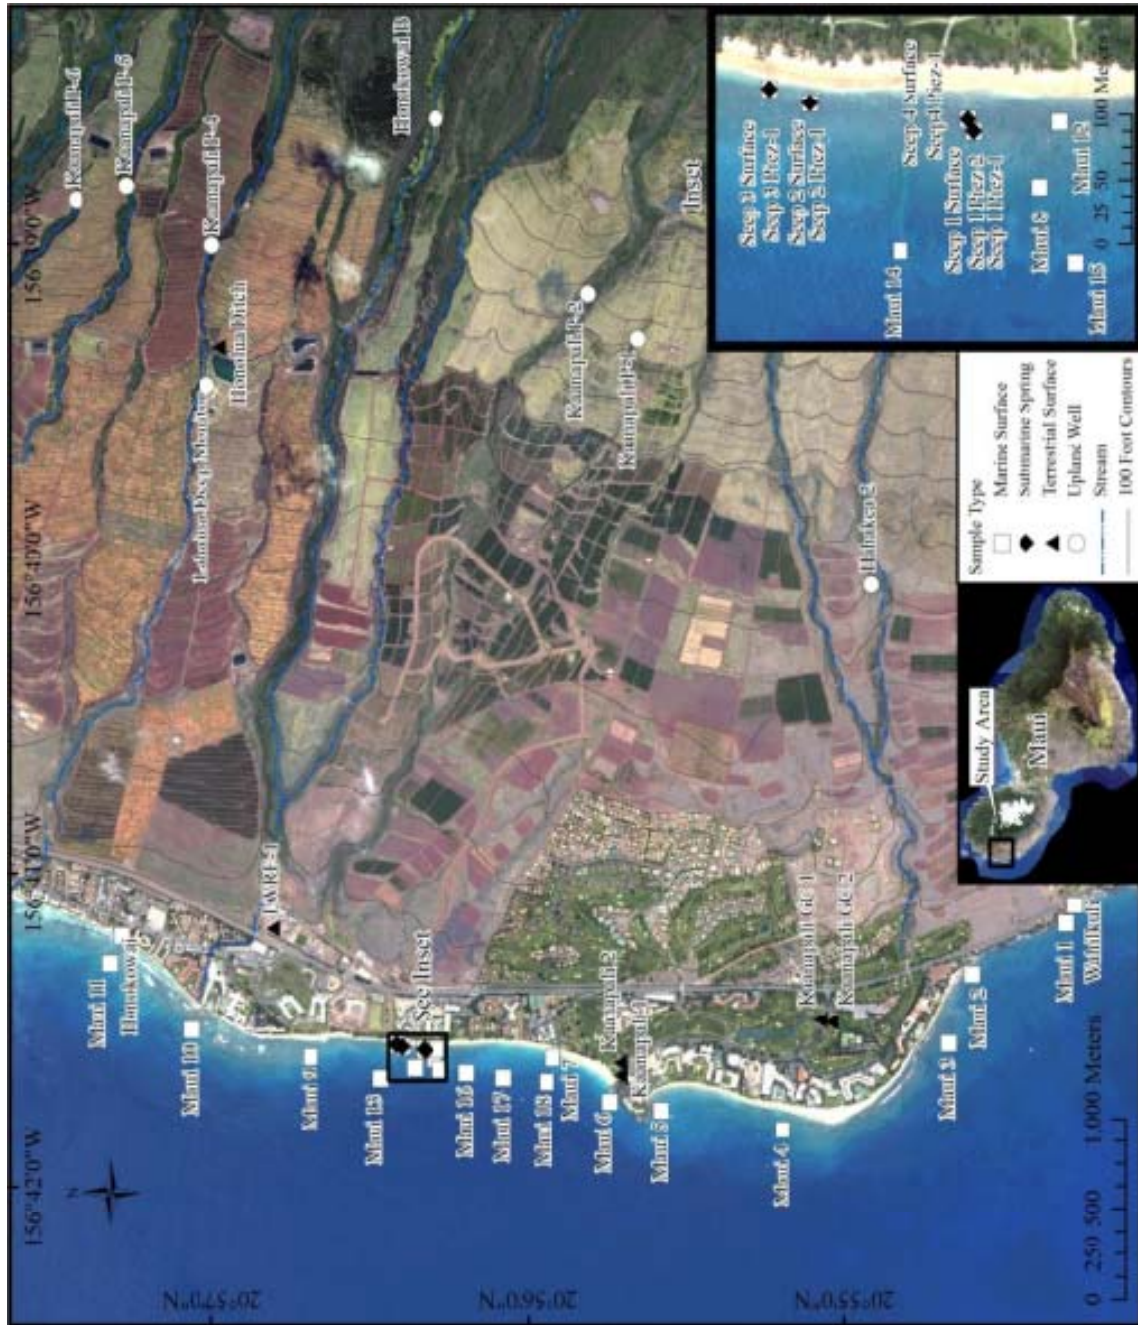 156°42'0"W
156°41'0"W
156°40'0"W
156°39'0"W
20°57'0"N
20°56'0"N
20°55'0"N
N
Maui 11
Honokowai
Maui 10
Maui 9
Maui 13
See Inset
Maui 16
Maui 17
Maui 18
Maui 7
Maui 6
Maui 5
Maui 4
Maui 3
Maui 2
Maui 1
Wahikuli
LWRF-1
Kaanapali 2
Kaanapali 1
Kaanapali GC 1
Kaanapali GC 2
Lahaina Deep Monitor
Honolua Ditch
Kaanapali P-4
Kaanapali P-5
Kaanapali P-6
Honokowai B
Kaanapali P-2
Hahakea 2
0 250 500 1,000 Meters
Study Area
Maui
Sample Type
Marine Surface
Submarine Spring
Terrestrial Surface
Upland Well
Stream
100 Foot Contours
Inset
Seep 3 Surface
Seep 3 Piez-1
Seep 2 Surface
Seep 2 Piez-1
Seep 4 Surface
Seep 4 Piez-1
Seep 1 Surface
Seep 1 Piez-2
Seep 1 Piez-1
Maui 14
Maui 8
Maui 12
Maui 15
0 25 50 100 Meters